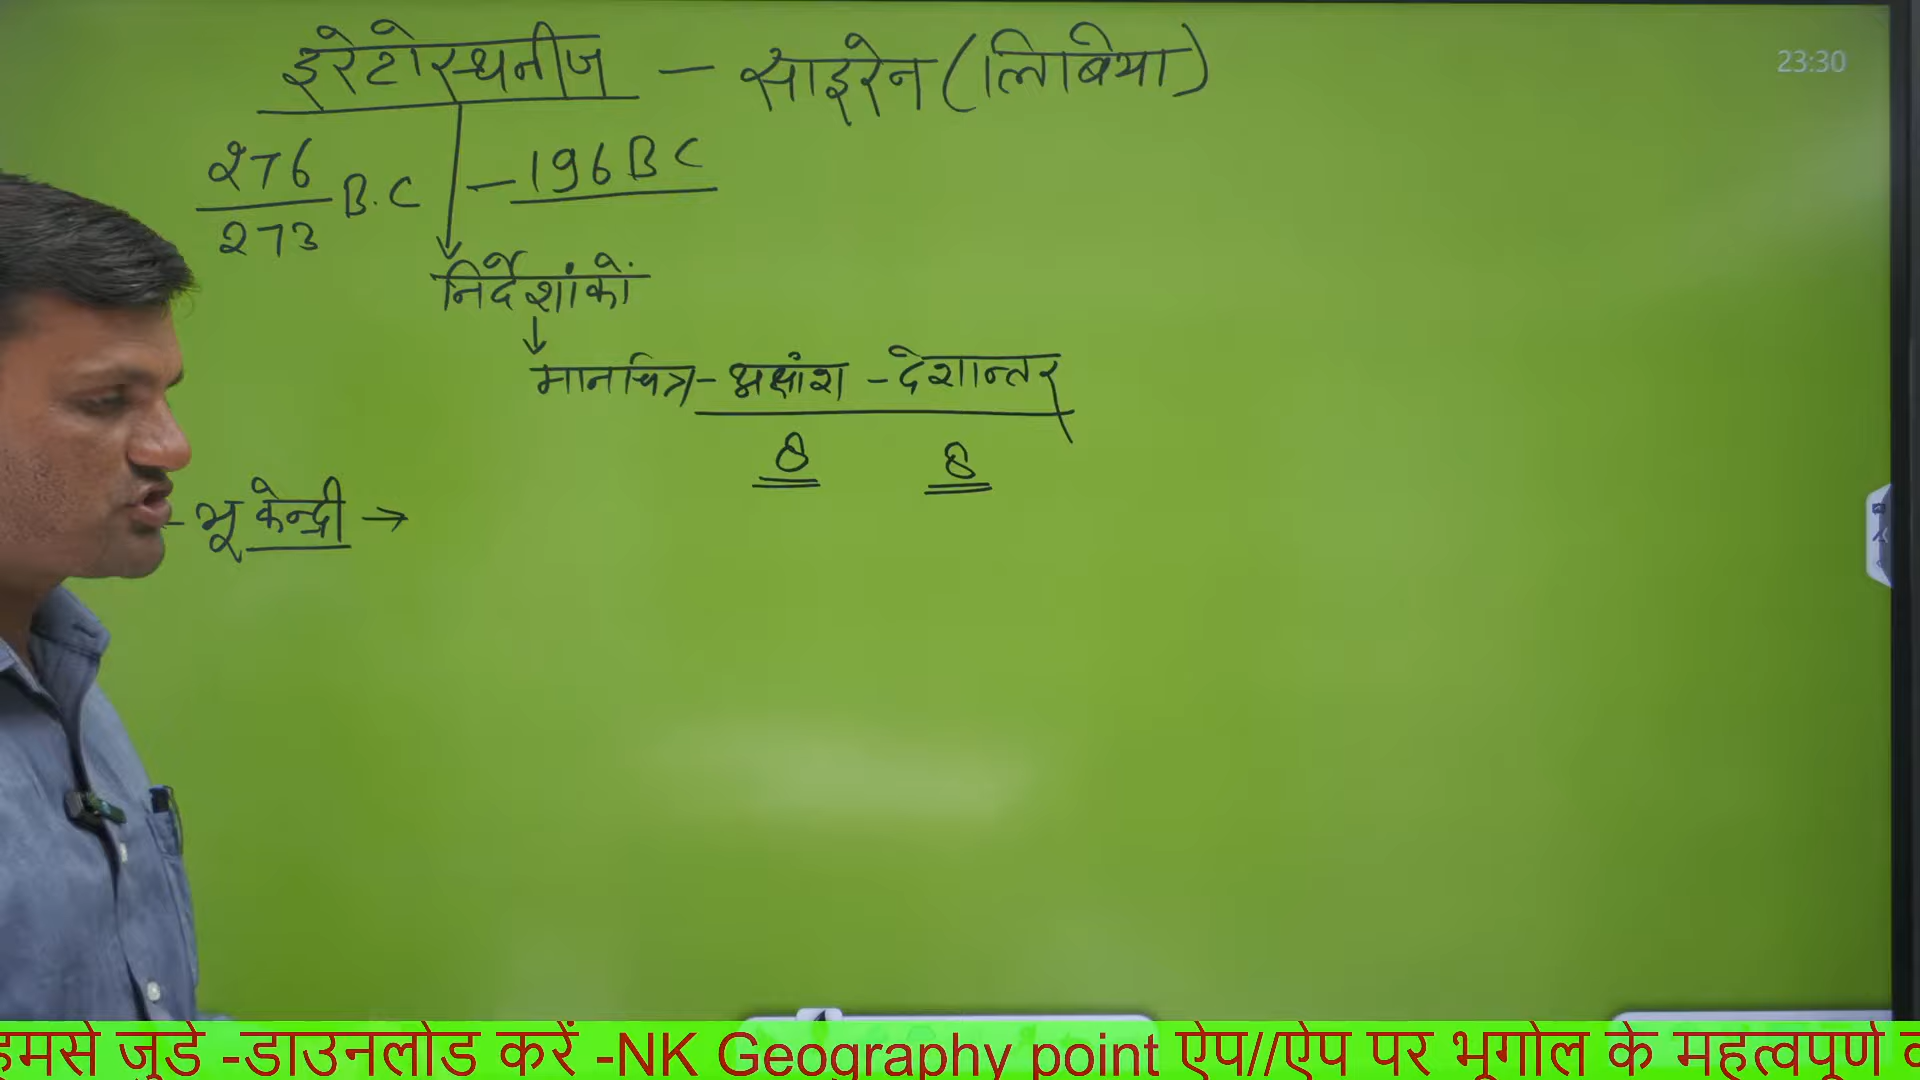 इरेटोस्थनीज – साइरेन (लिबिया)
23:30
276
273 B.C – 196 BC
निर्देशांकों
मानचित्र - अक्षांश - देशान्तर
8 8
- भू केन्द्री →
हमसे जुडे -डाउनलोड करें -NK Geography point ऐप//ऐप पर भूगोल के महत्वपूर्ण